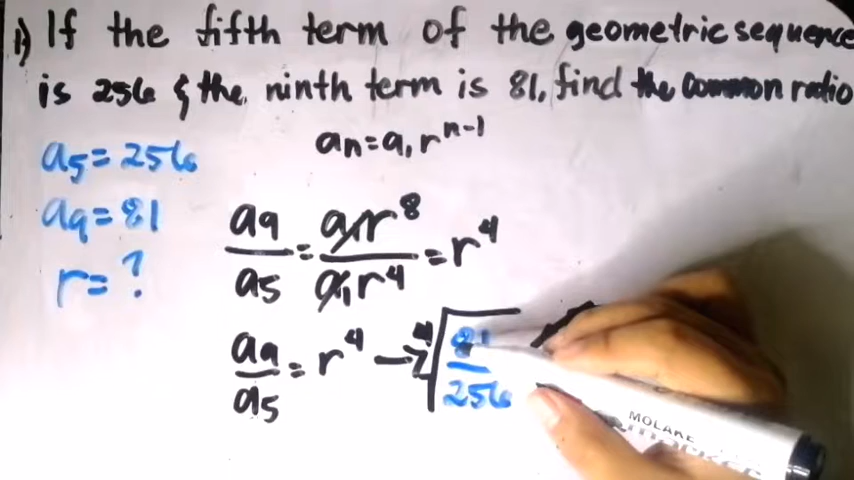 1) If the fifth term of the geometric sequence
is 256 & the ninth term is 81, find the common ratio
a5 = 256
an = a1 r^n-1
a9 = 81
r = ?
a9/a5 = a1r^8/a1r^4 = r^4
a9/a5 = r^4 → ∜81/256
MOLAKE
marker